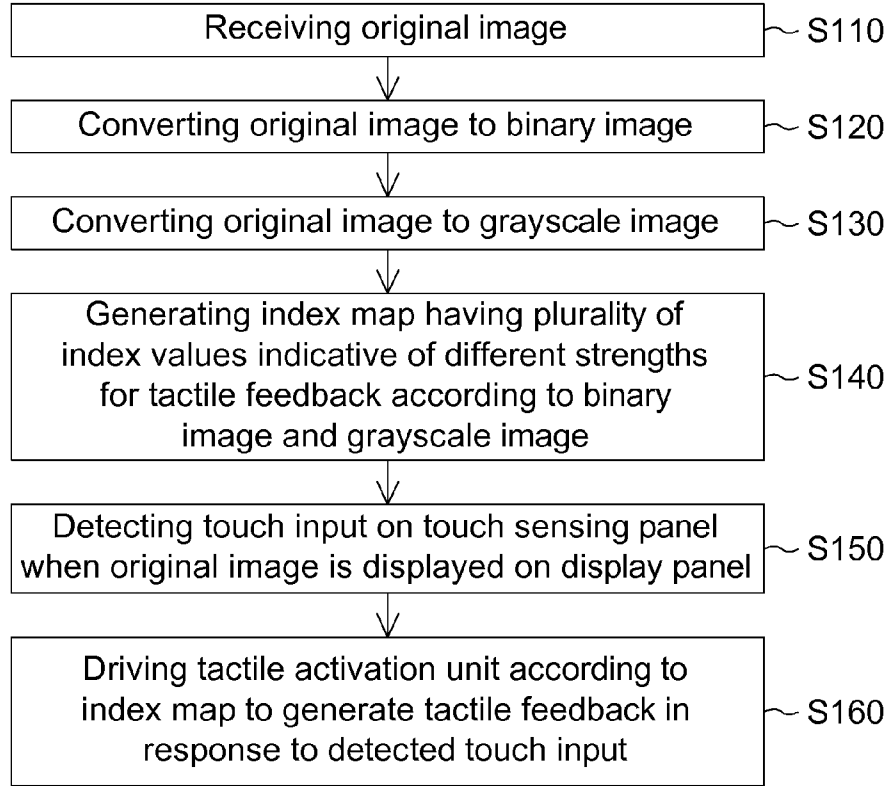 Receiving original image
S110
Converting original image to binary image
S120
Converting original image to grayscale image
S130
Generating index map having plurality of
index values indicative of different strengths
for tactile feedback according to binary
image and grayscale image
S140
Detecting touch input on touch sensing panel
when original image is displayed on display panel
S150
Driving tactile activation unit according to
index map to generate tactile feedback in
response to detected touch input
S160